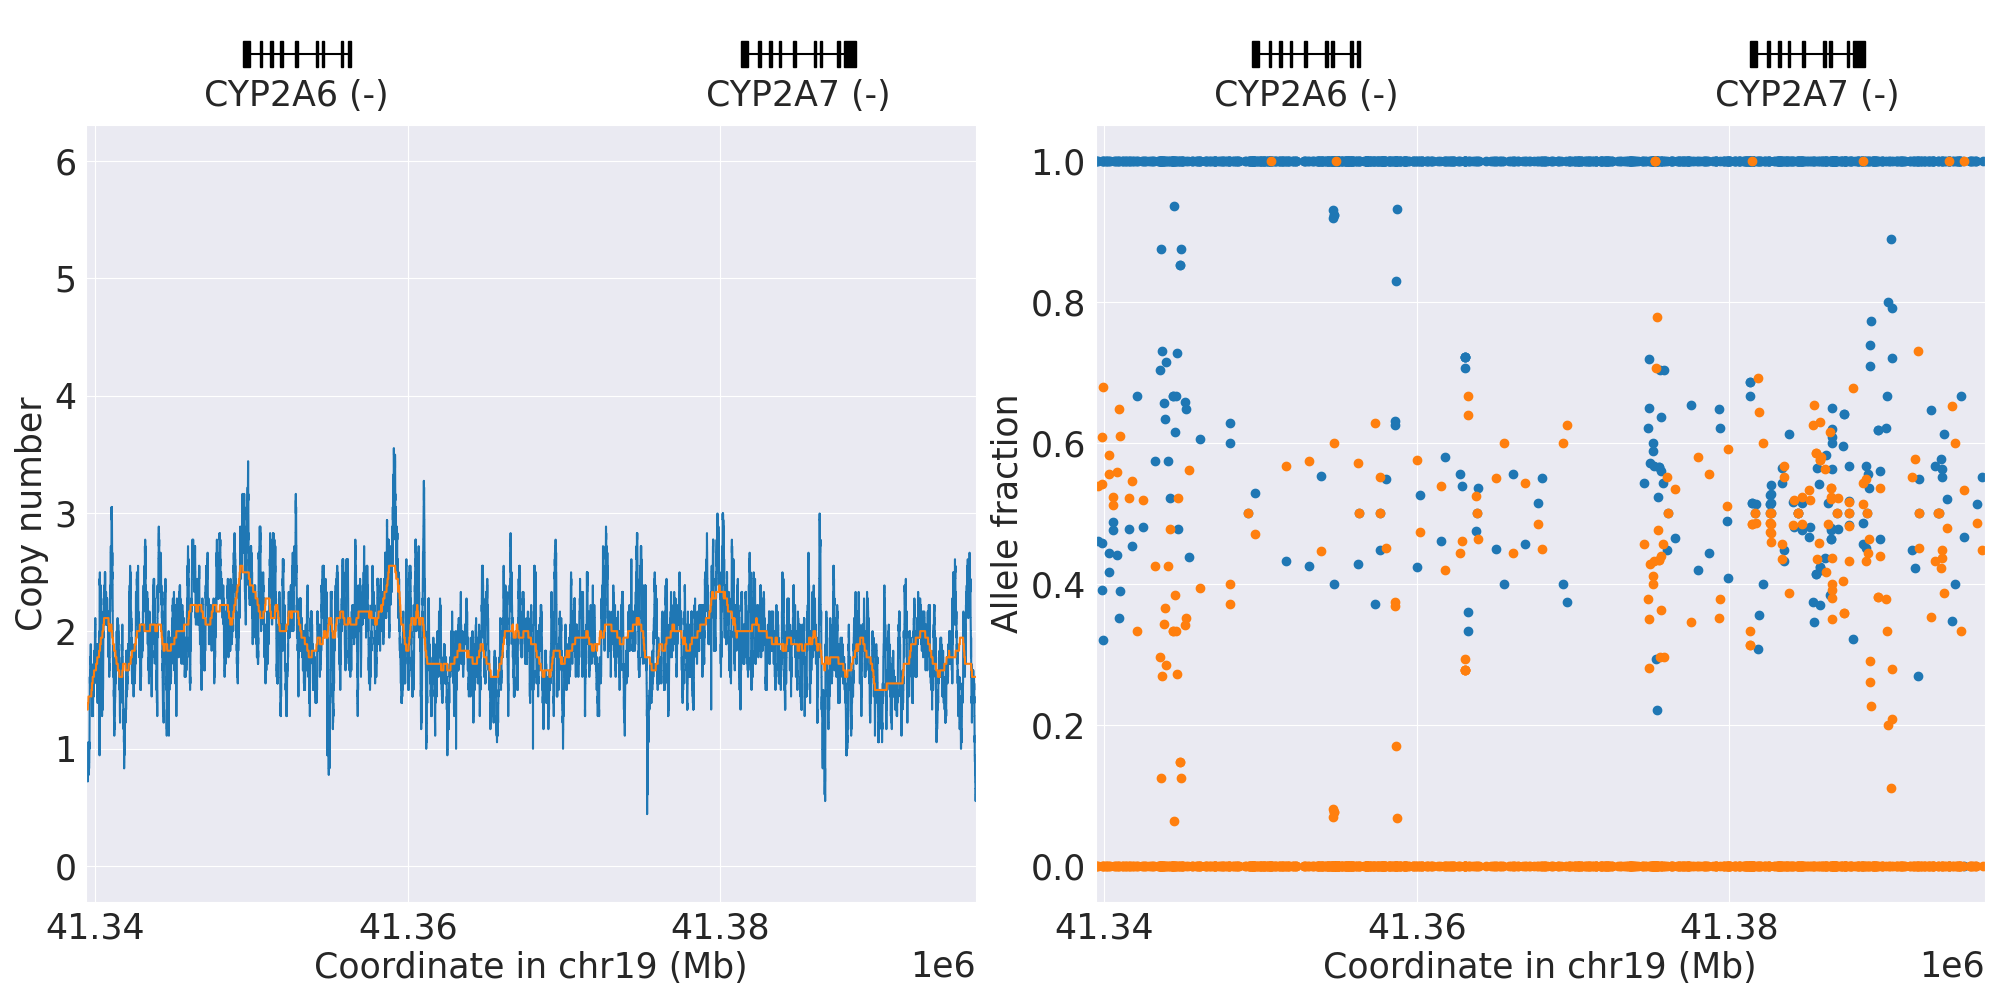 CYP2A6 (-)
CYP2A7 (-)
CYP2A6 (-)
CYP2A7 (-)
6
5
4
3
2
1
0
Copy number
41.34
41.36
41.38
Coordinate in chr19 (Mb)
1e6
1.0
0.8
0.6
0.4
0.2
0.0
Allele fraction
41.34
41.36
41.38
Coordinate in chr19 (Mb)
1e6